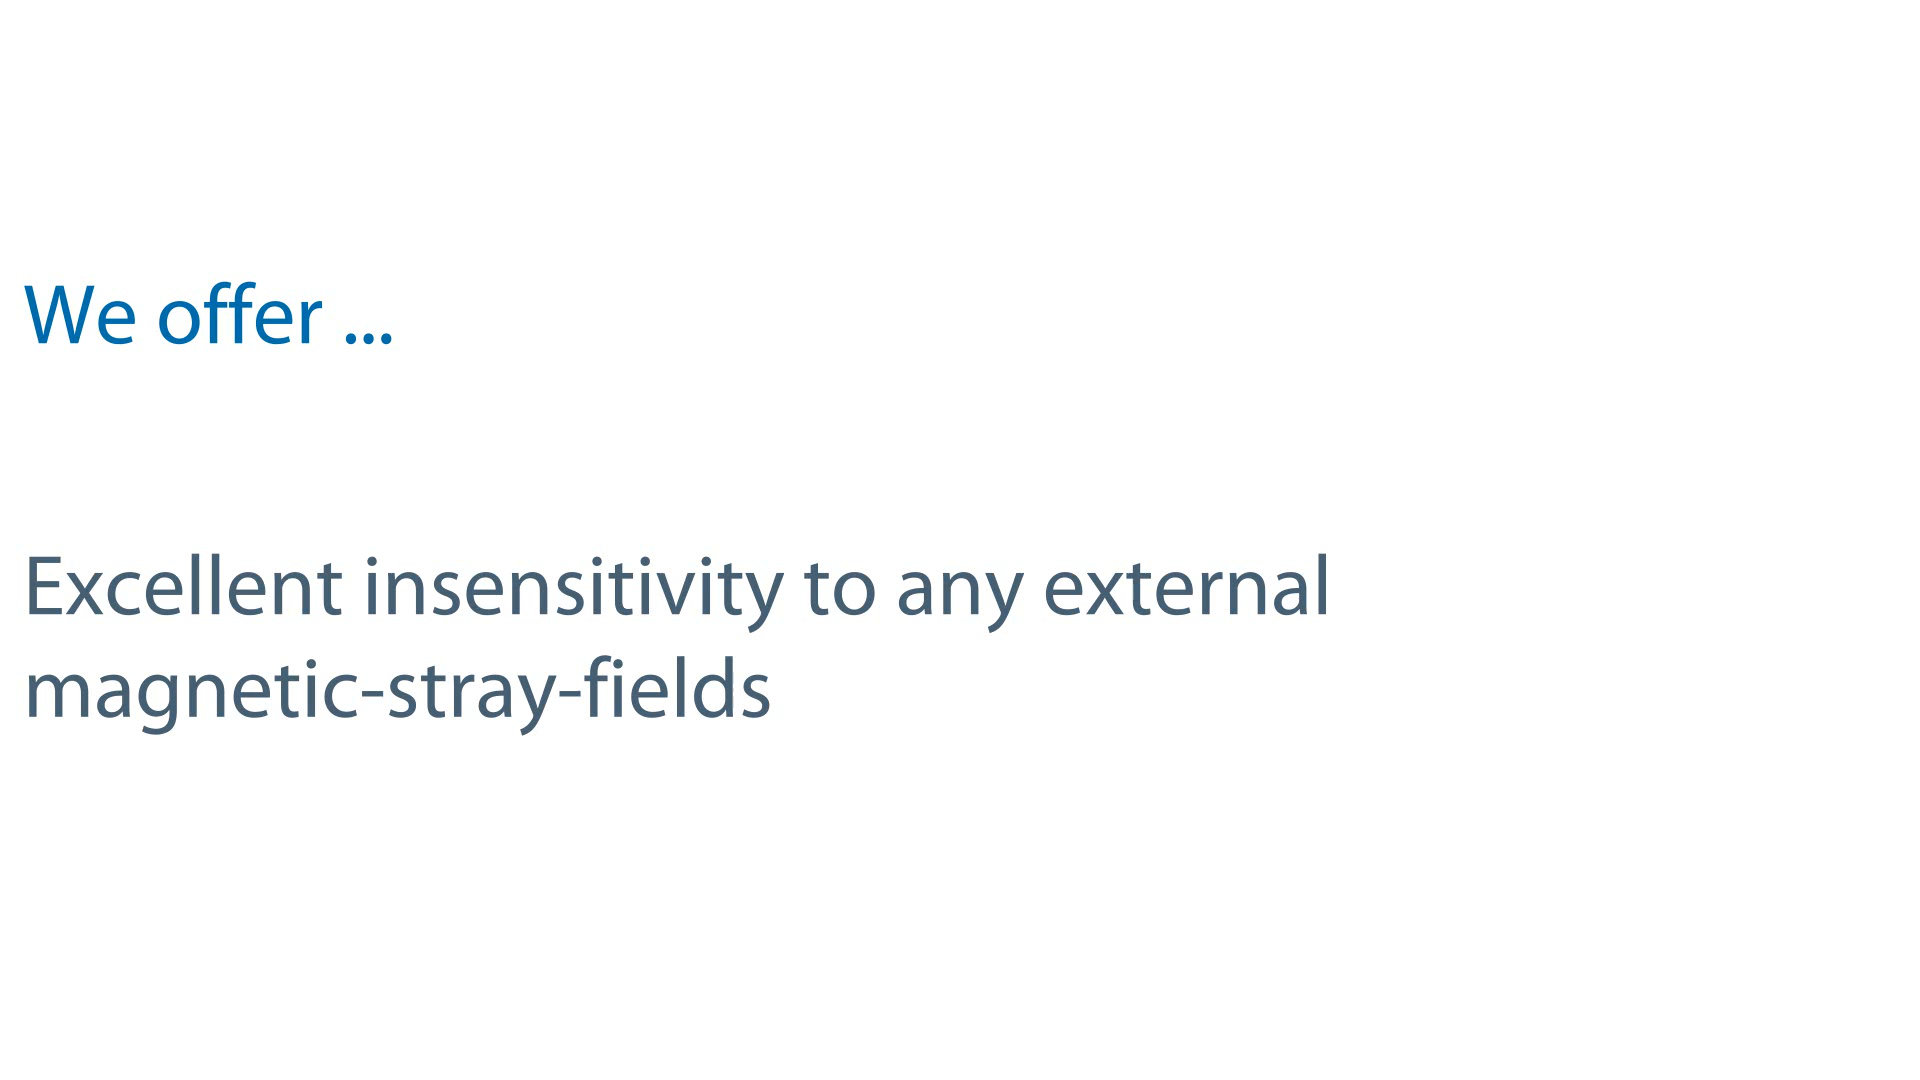 We offer ...
Excellent insensitivity to any external
magnetic-stray-fields